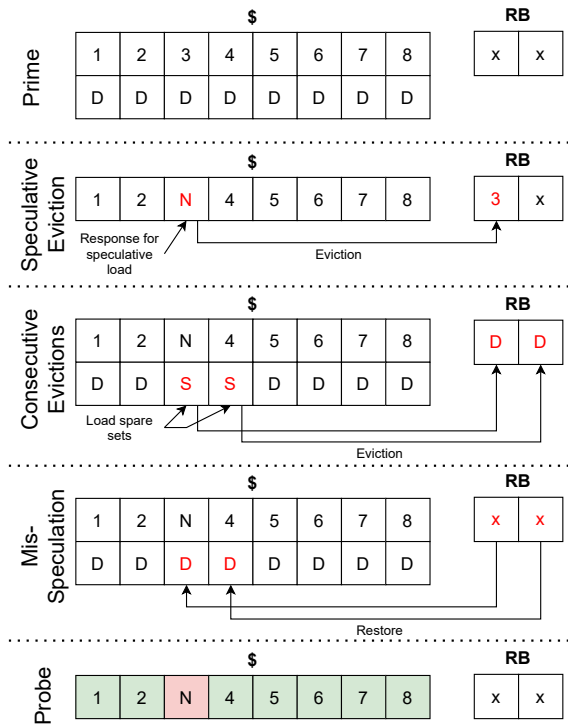 $ RB
Prime
1 2 3 4 5 6 7 8 x x
D D D D D D D D
$ RB
Speculative
Eviction
1 2 N 4 5 6 7 8 3 x
Response for
speculative
load
Eviction
$ RB
Consecutive
Evictions
1 2 N 4 5 6 7 8 D D
D D S S D D D D
Load spare
sets
Eviction
$ RB
Mis-
Speculation
1 2 N 4 5 6 7 8 x x
D D D D D D D D
Restore
$ RB
Probe
1 2 N 4 5 6 7 8 x x